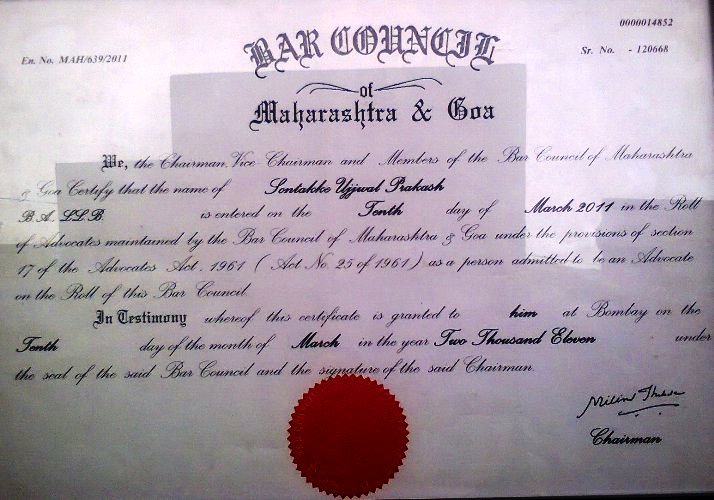 0000014852
En. No. MAH/639/2011
Sr. No. - 120668
BAR COUNCIL
of
Maharashtra & Goa
We, the Chairman, Vice-Chairman and Members of the Bar Council of Maharashtra
& Goa Certify that the name of Sontakke Ujjwal Prakash
B.A. LL.B. is entered on the Tenth day of March 2011 in the Roll
of Advocates maintained by the Bar Council of Maharashtra & Goa under the provisions of section
17 of the Advocates Act, 1961 ( Act No. 25 of 1961 ) as a person admitted to be an Advocate
on the Roll of this Bar Council.
In Testimony whereof this certificate is granted to him at Bombay on the
Tenth day of the month of March in the year Two Thousand Eleven under
the seal of the said Bar Council and the signature of the said Chairman.
Chairman